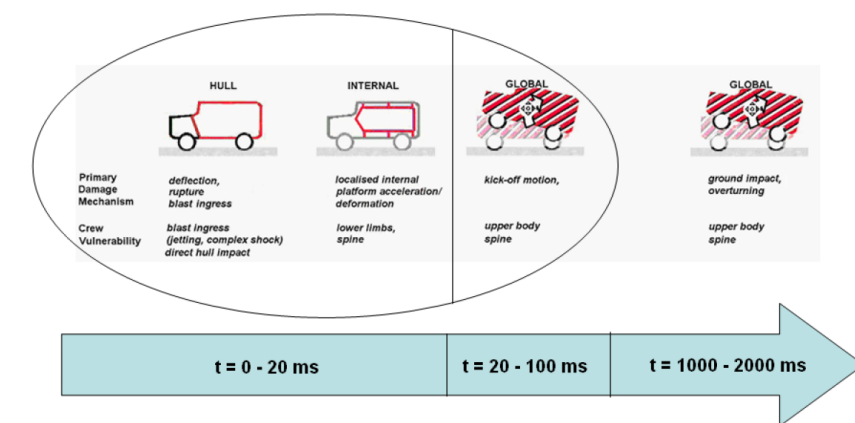 HULL
INTERNAL
GLOBAL
GLOBAL
Primary
Damage
Mechanism
deflection,
rupture
blast ingress
localised internal
platform acceleration/
deformation
kick-off motion,
ground impact,
overturning
Crew
Vulnerability
blast ingress
(jetting, complex shock)
direct hull impact
lower limbs,
spine
upper body
spine
upper body
spine
t = 0 - 20 ms
t = 20 - 100 ms
t = 1000 - 2000 ms